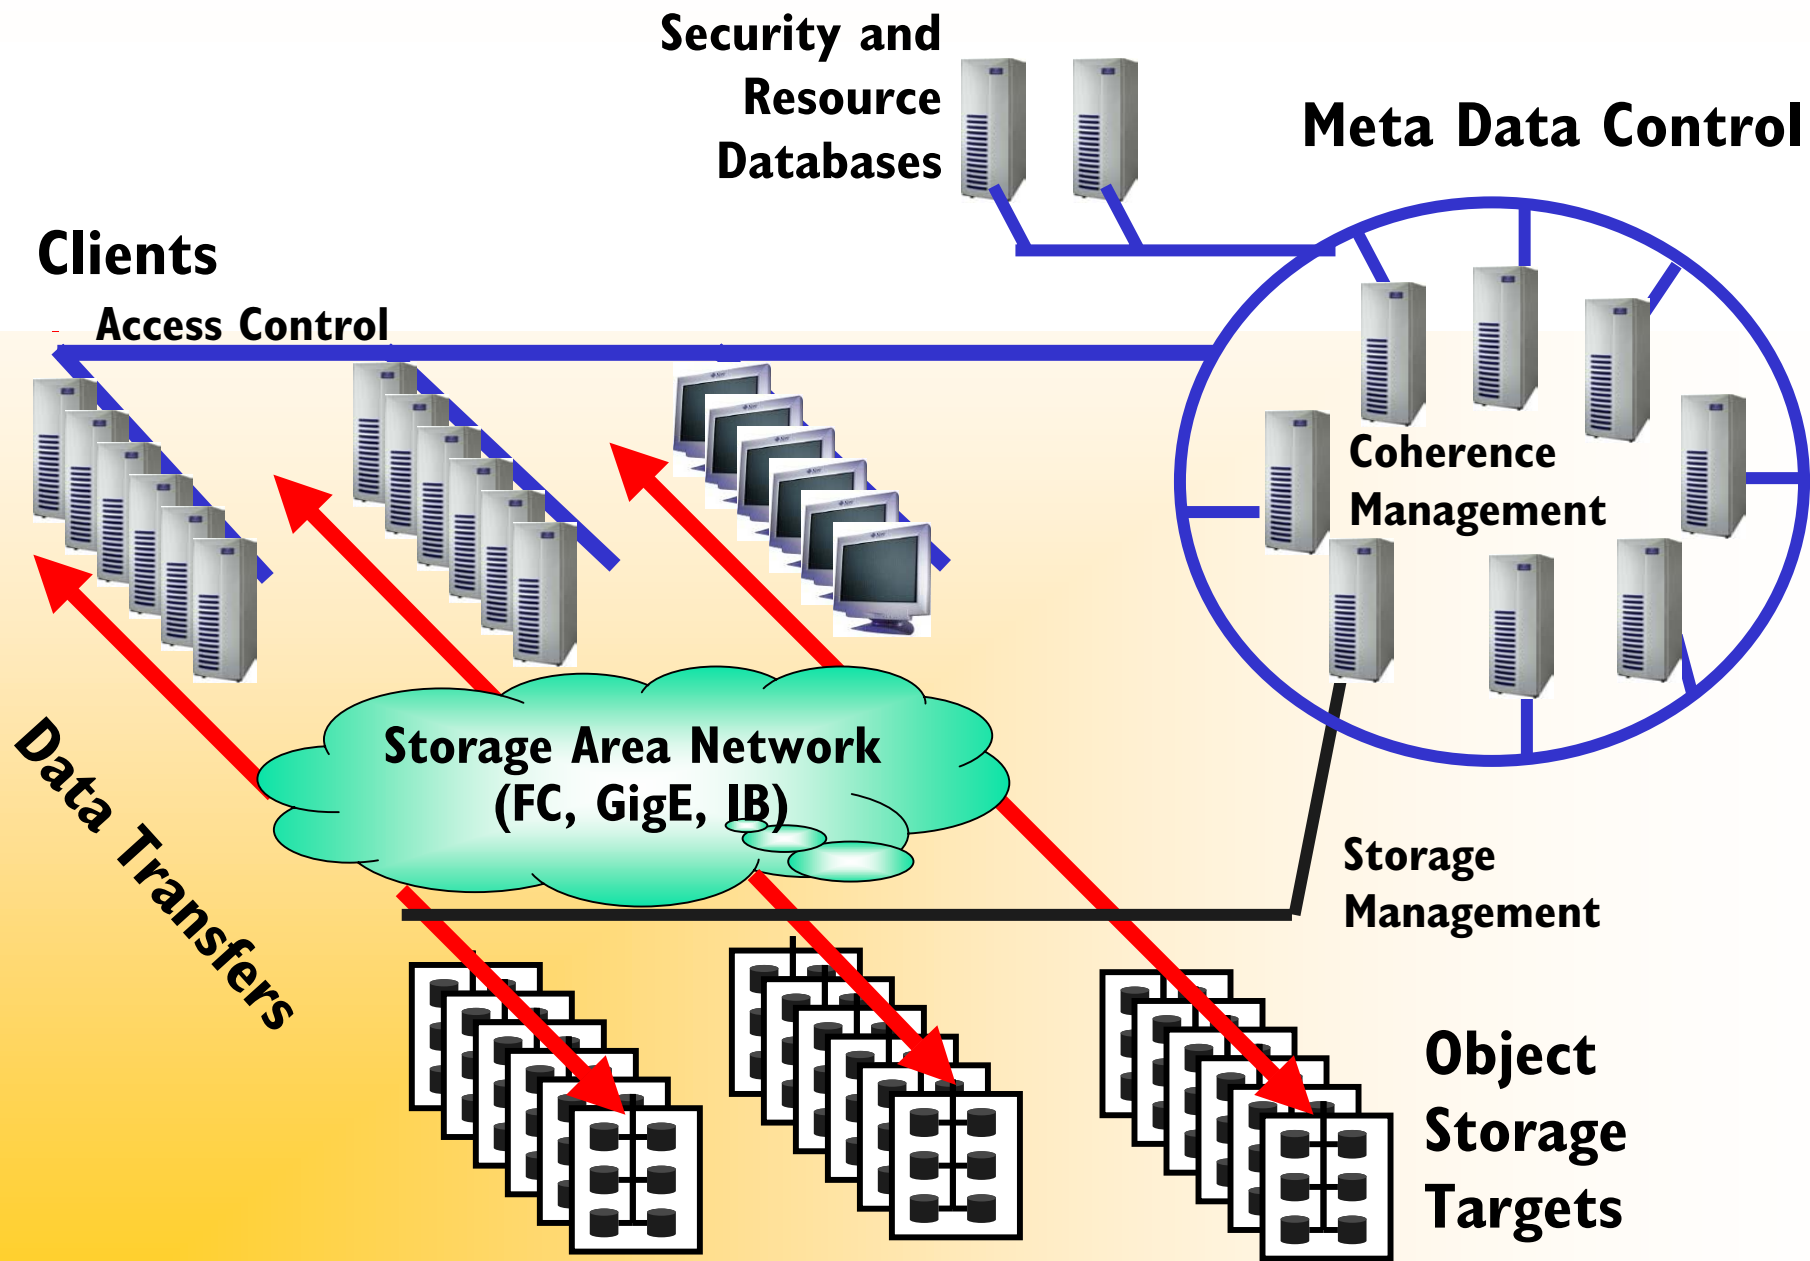 Security and
Resource
Databases
Meta Data Control
Clients
Access Control
Coherence
Management
Storage Area Network
(FC, GigE, IB)
Data Transfers
Storage
Management
Object
Storage
Targets